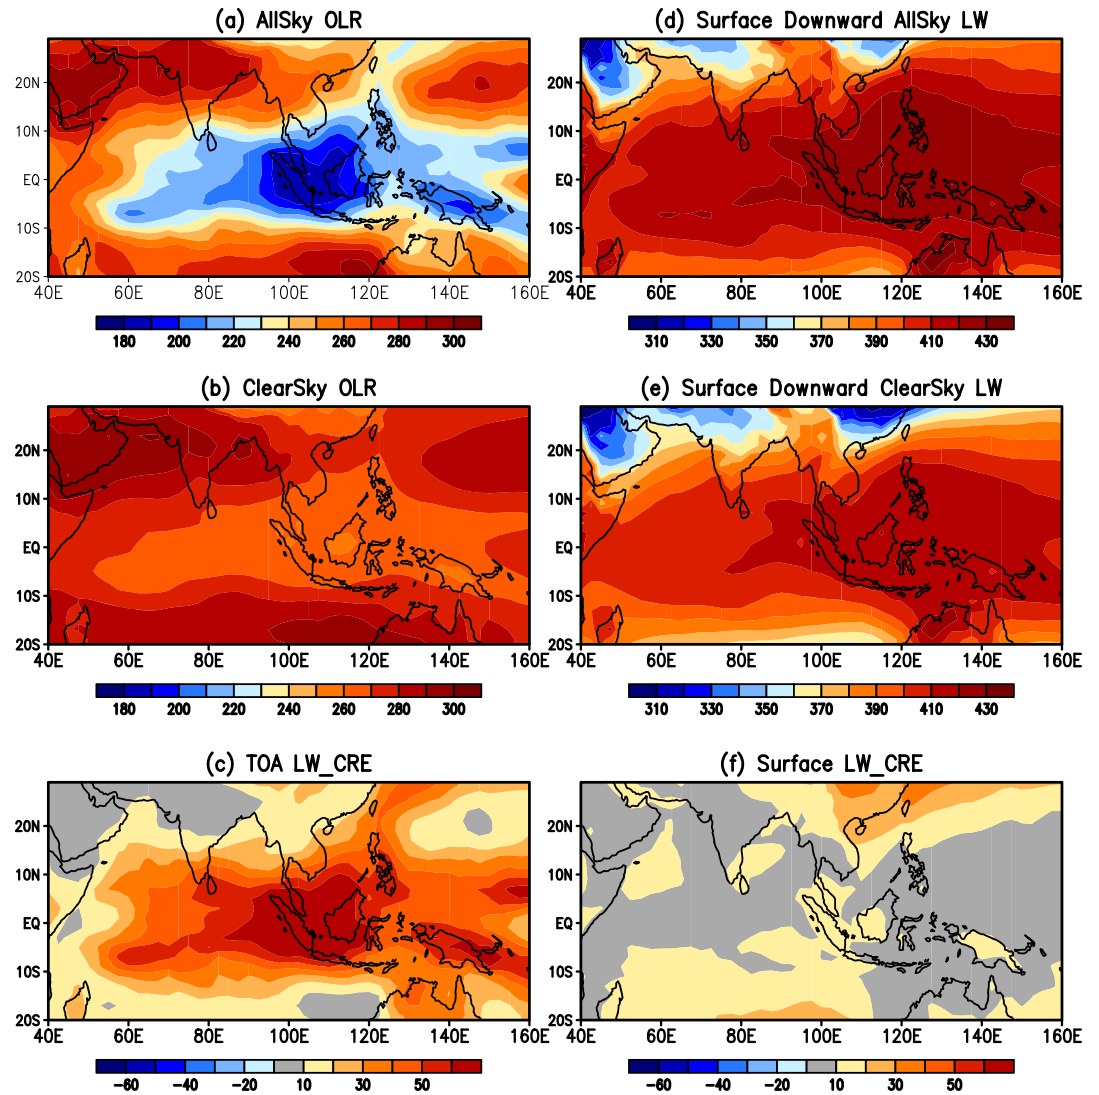 (a) AllSky OLR
20N
10N
EQ
10S
20S
40E 60E 80E 100E 120E 140E 160E
180 200 220 240 260 280 300
(d) Surface Downward AllSky LW
20N
10N
EQ
10S
20S
40E 60E 80E 100E 120E 140E 160E
310 330 350 370 390 410 430
(b) ClearSky OLR
20N
10N
EQ
10S
20S
40E 60E 80E 100E 120E 140E 160E
180 200 220 240 260 280 300
(e) Surface Downward ClearSky LW
20N
10N
EQ
10S
20S
40E 60E 80E 100E 120E 140E 160E
310 330 350 370 390 410 430
(c) TOA LW_CRE
20N
10N
EQ
10S
20S
40E 60E 80E 100E 120E 140E 160E
-60 -40 -20 10 30 50
(f) Surface LW_CRE
20N
10N
EQ
10S
20S
40E 60E 80E 100E 120E 140E 160E
-60 -40 -20 10 30 50